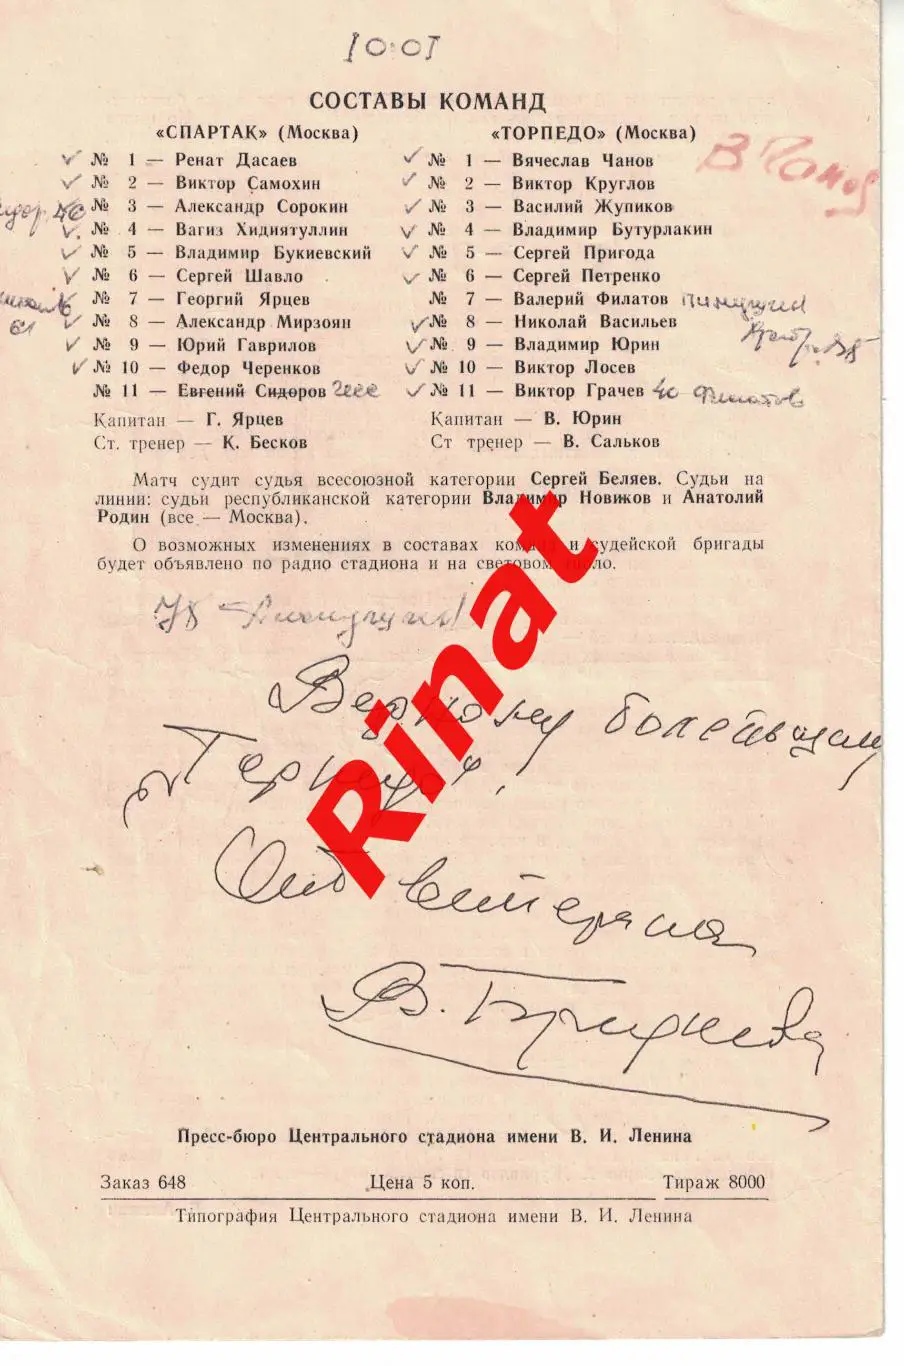 СОСТАВЫ КОМАНД
«СПАРТАК» (Москва)
№ 1 — Ренат Дасаев
№ 2 — Виктор Самохин
№ 3 — Александр Сорокин
№ 4 — Вагиз Хидиятуллин
№ 5 — Владимир Букиевский
№ 6 — Сергей Шавло
№ 7 — Георгий Ярцев
№ 8 — Александр Мирзоян
№ 9 — Юрий Гаврилов
№ 10 — Федор Черенков
№ 11 — Евгений Сидоров
Капитан — Г. Ярцев
Ст. тренер — К. Бесков
«ТОРПЕДО» (Москва)
№ 1 — Вячеслав Чанов
№ 2 — Виктор Круглов
№ 3 — Василий Жупиков
№ 4 — Владимир Бутурлакин
№ 5 — Сергей Пригода
№ 6 — Сергей Петренко
№ 7 — Валерий Филатов
№ 8 — Николай Васильев
№ 9 — Владимир Юрин
№ 10 — Виктор Лосев
№ 11 — Виктор Грачев
Капитан — В. Юрин
Ст тренер — В. Сальков
В Чанов
Филатов
Матч судит судья всесоюзной категории Сергей Беляев. Судьи на
линии: судьи республиканской категории Владимир Новиков и Анатолий
Родин (все — Москва).
О возможных изменениях в составах команд и судейской бригады
будет объявлено по радио стадиона и на световом табло.
Верному болельщику
Торпедо!
От ветерана
Rinat
Пресс-бюро Центрального стадиона имени В. И. Ленина
Заказ 648 Цена 5 коп. Тираж 8000
Типография Центрального стадиона имени В. И. Ленина